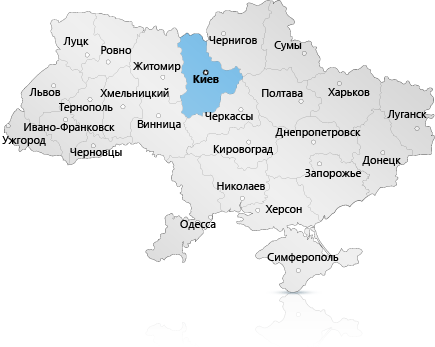 Чернигов
Луцк
Сумы
Ровно
Житомир
Киев
Львов
Хмельницкий
Полтава
Харьков
Тернополь
Черкассы
Луганск
Ивано-Франковск
Винница
Днепропетровск
Ужгород
Черновцы
Кировоград
Донецк
Запорожье
Николаев
Херсон
Одесса
Симферополь